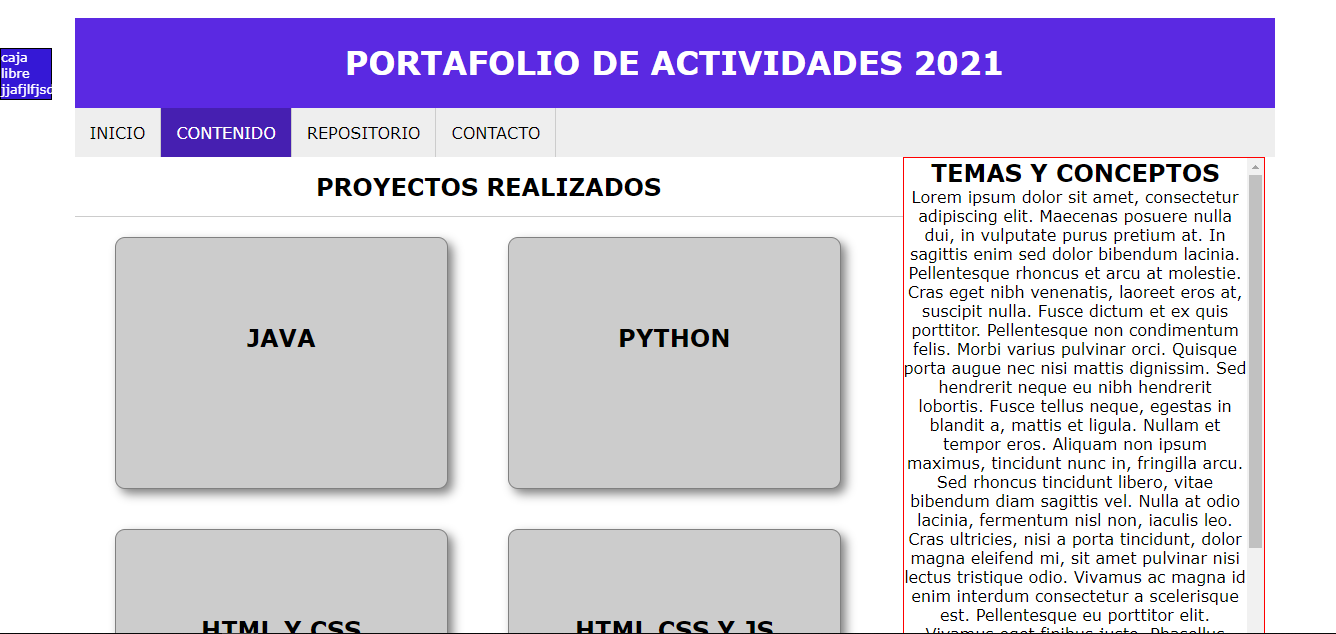 PORTAFOLIO DE ACTIVIDADES 2021
caja
libre
jjafjlfjsd
INICIO CONTENIDO REPOSITORIO CONTACTO
PROYECTOS REALIZADOS
JAVA
PYTHON
HTML Y CSS
HTML CSS Y JS
TEMAS Y CONCEPTOS
Lorem ipsum dolor sit amet, consectetur
adipiscing elit. Maecenas posuere nulla
dui, in vulputate purus pretium at. In
sagittis enim sed dolor bibendum lacinia.
Pellentesque rhoncus et arcu at molestie.
Cras eget nibh venenatis, laoreet eros at,
suscipit nulla. Fusce dictum et ex quis
porttitor. Pellentesque non condimentum
felis. Morbi varius pulvinar orci. Quisque
porta augue nec nisi mattis dignissim. Sed
hendrerit neque eu nibh hendrerit
lobortis. Fusce tellus neque, egestas in
blandit a, mattis et ligula. Nullam et
tempor eros. Aliquam non ipsum
maximus, tincidunt nunc in, fringilla arcu.
Sed rhoncus tincidunt libero, vitae
bibendum diam sagittis vel. Nulla at odio
lacinia, fermentum nisl non, iaculis leo.
Cras ultricies, nisi a porta tincidunt, dolor
magna eleifend mi, sit amet pulvinar nisi
lectus tristique odio. Vivamus ac magna id
enim interdum consectetur a scelerisque
est. Pellentesque eu porttitor elit.
Vivamus eget finibus justo. Phasellus